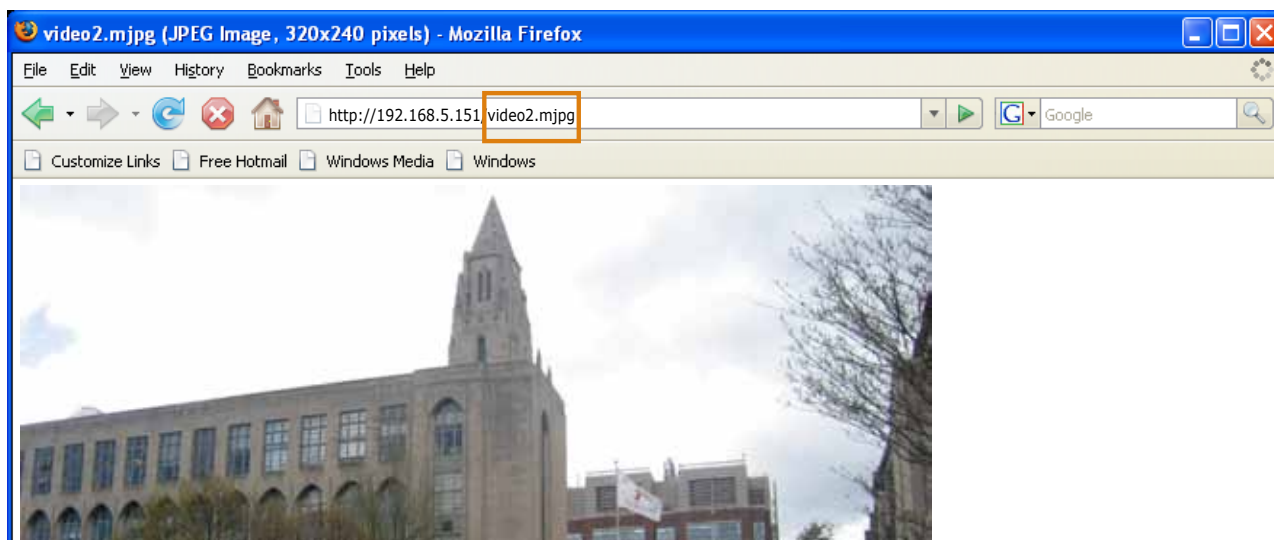 video2.mjpg (JPEG Image, 320x240 pixels) - Mozilla Firefox
File Edit View History Bookmarks Tools Help
http://192.168.5.151/video2.mjpg G Google
Customize Links Free Hotmail Windows Media Windows